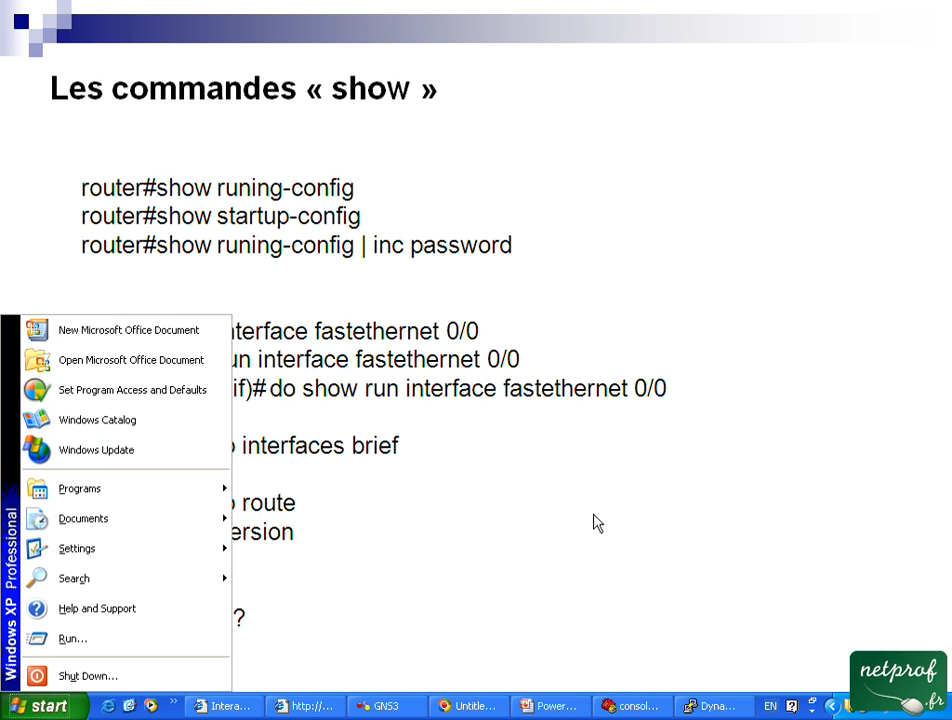 Les commandes « show »
router#show runing-config
router#show startup-config
router#show runing-config | inc password
interface fastethernet 0/0
un interface fastethernet 0/0
if)# do show run interface fastethernet 0/0
interfaces brief
route
ersion
?
New Microsoft Office Document
Open Microsoft Office Document
Set Program Access and Defaults
Windows Catalog
Windows Update
Programs
Documents
Settings
Search
Help and Support
Run...
Shut Down...
Windows XP Professional
netprof
.fr
start
Intera...
http://...
GNS3
Untitle...
Power...
consol...
Dyna...
EN